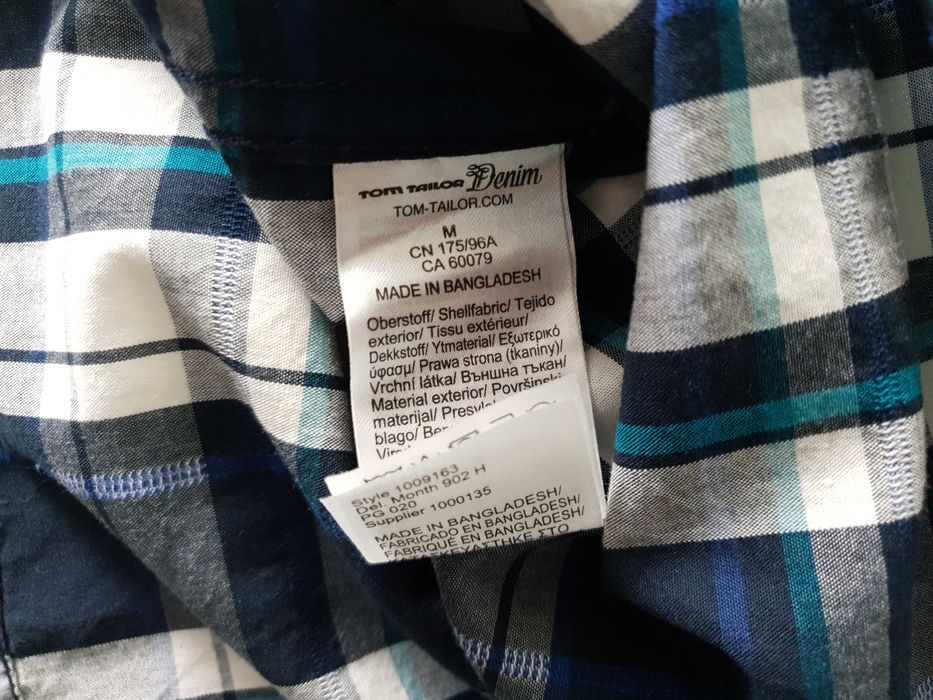 TOM TAILOR Denim
TOM-TAILOR.COM
M
CN 175/96A
CA 60079
MADE IN BANGLADESH
Oberstoff/ Shellfabric/ Tejido
exterior/ Tissu extérieur/
Dekkstoff/ Ytmaterial/ Εξωτερικό
ύφασμ/ Prawa strona (tkaniny)/
Vrchní látka/ Външна тъкан/
Material exterior/ Površinski
materijal/
blago/
Style 1009163
Del' Month 902 H
PG 020
Supplier 1000135
MADE IN BANGLADESH/
FABRICADO EN BANGLADESH/
FABRIQUÉ EN BANGLADESH/
ΚΑΤΑΣΚΕΥΑΣΤΗΚΕ ΣΤΟ